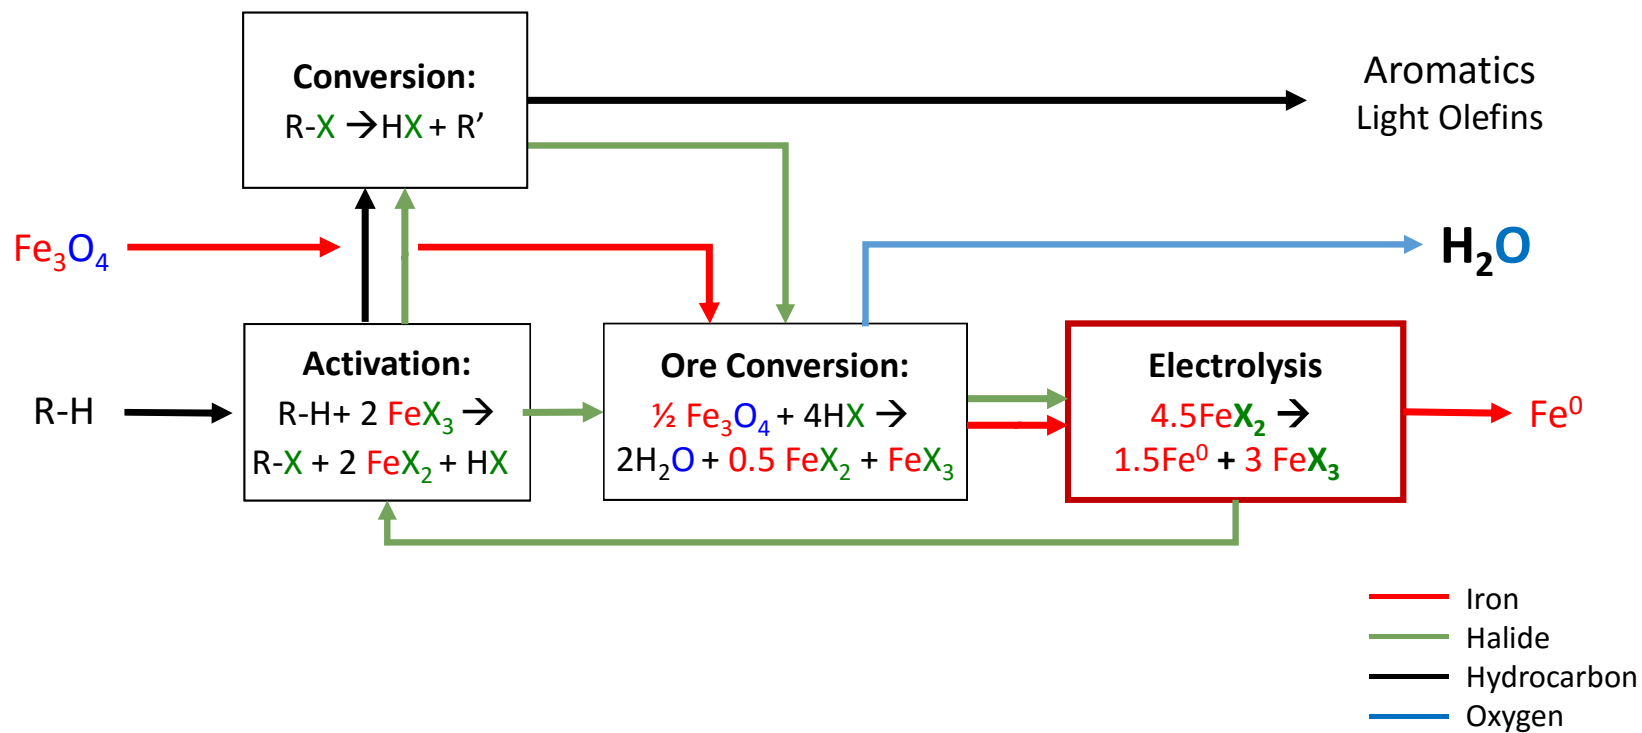 Conversion:
R-X →HX + R’
Aromatics
Light Olefins
Fe₃O₄
H₂O
R-H
Activation:
R-H+ 2 FeX₃ →
R-X + 2 FeX₂ + HX
Ore Conversion:
½ Fe₃O₄ + 4HX →
2H₂O + 0.5 FeX₂ + FeX₃
Electrolysis
4.5FeX₂ →
1.5Fe⁰ + 3 FeX₃
Fe⁰
Iron
Halide
Hydrocarbon
Oxygen